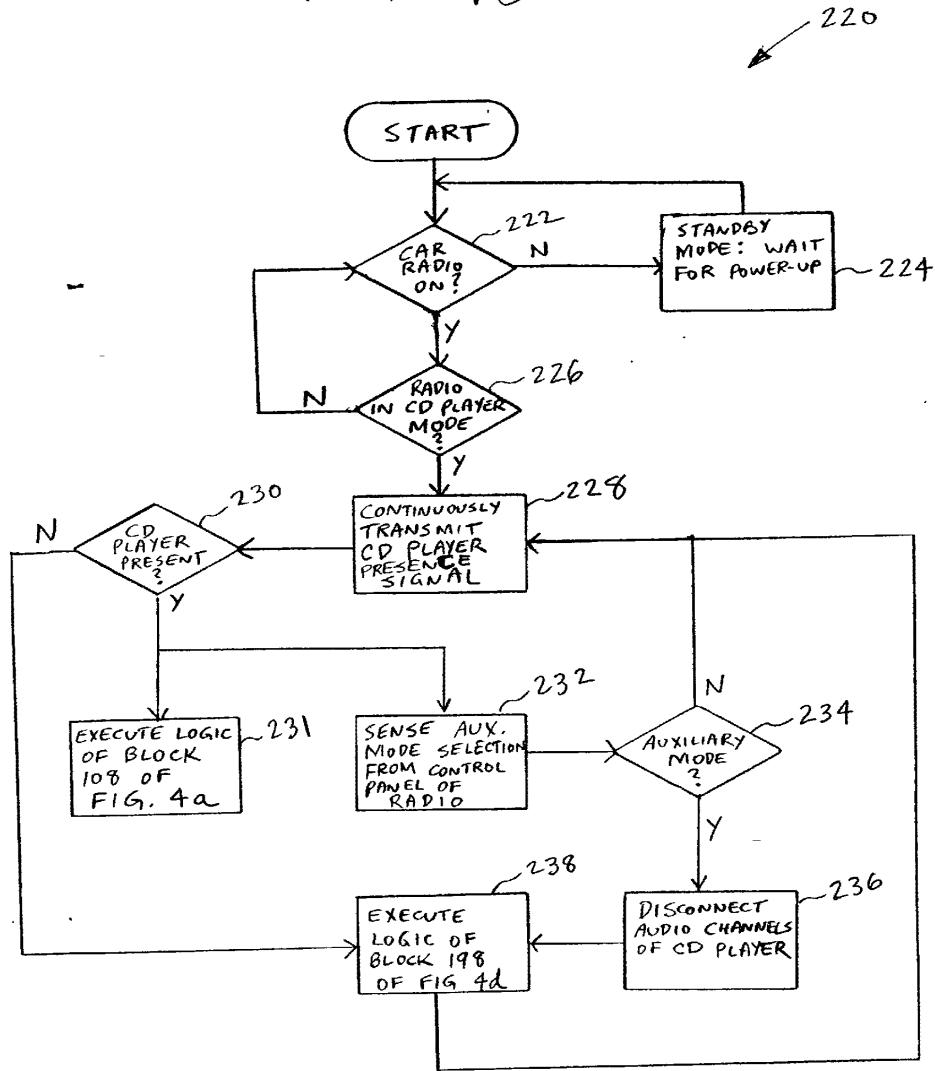 220
START
222
CAR
RADIO
ON?
N
STANDBY
MODE: WAIT
FOR POWER-UP
224
Y
226
RADIO
IN CD PLAYER
MODE
?
N
Y
228
CONTINUOUSLY
TRANSMIT
CD PLAYER
PRESENCE
SIGNAL
230
CD
PLAYER
PRESENT
?
N
Y
231
EXECUTE LOGIC
OF BLOCK
108 OF
FIG. 4a
232
SENSE AUX.
MODE SELECTION
FROM CONTROL
PANEL OF
RADIO
N
234
AUXILIARY
MODE
?
Y
236
DISCONNECT
AUDIO CHANNELS
OF CD PLAYER
238
EXECUTE
LOGIC OF
BLOCK 198
OF FIG 4d